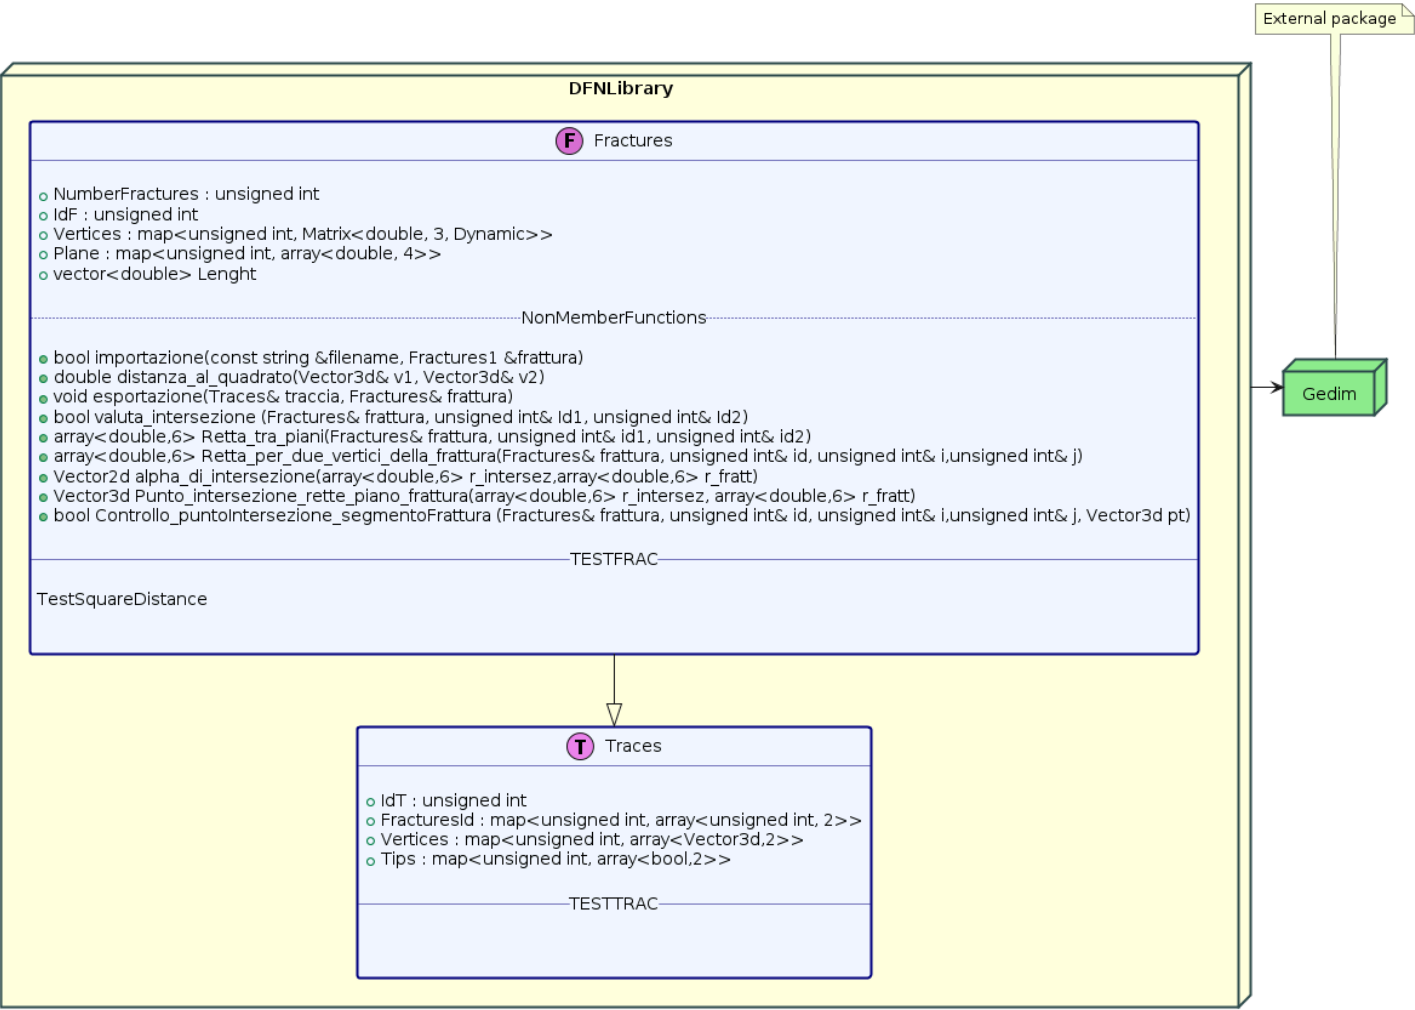 External package
DFNLibrary
F Fractures
NumberFractures : unsigned int
IdF : unsigned int
Vertices : map<unsigned int, Matrix<double, 3, Dynamic>>
Plane : map<unsigned int, array<double, 4>>
vector<double> Lenght
NonMemberFunctions
bool importazione(const string &filename, Fractures1 &frattura)
double distanza_al_quadrato(Vector3d& v1, Vector3d& v2)
void esportazione(Traces& traccia, Fractures& frattura)
bool valuta_intersezione (Fractures& frattura, unsigned int& Id1, unsigned int& Id2)
array<double,6> Retta_tra_piani(Fractures& frattura, unsigned int& id1, unsigned int& id2)
array<double,6> Retta_per_due_vertici_della_frattura(Fractures& frattura, unsigned int& id, unsigned int& i,unsigned int& j)
Vector2d alpha_di_intersezione(array<double,6> r_intersez,array<double,6> r_fratt)
Vector3d Punto_intersezione_rette_piano_frattura(array<double,6> r_intersez, array<double,6> r_fratt)
bool Controllo_puntoIntersezione_segmentoFrattura (Fractures& frattura, unsigned int& id, unsigned int& i,unsigned int& j, Vector3d pt)
TESTFRAC
TestSquareDistance
Gedim
T Traces
IdT : unsigned int
FracturesId : map<unsigned int, array<unsigned int, 2>>
Vertices : map<unsigned int, array<Vector3d,2>>
Tips : map<unsigned int, array<bool,2>>
TESTTRAC